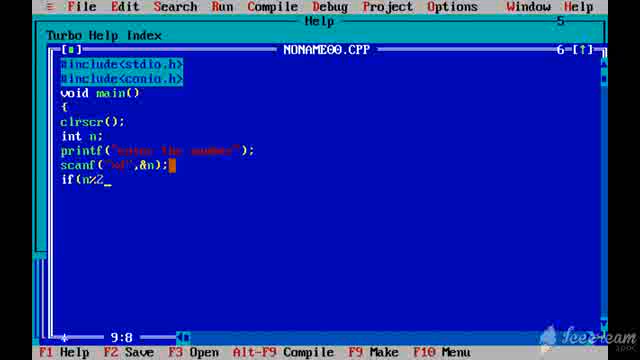 ≡ File Edit Search Run Compile Debug Project Options Window Help
Help 5
Turbo Help Index
[■] NONAME00.CPP 6=[↑]
#include<stdio.h>
#include<conio.h>
void main()
{
clrscr();
int n;
printf("enter the number");
scanf("%d",&n);
if(n%2_
9:8
F1 Help F2 Save F3 Open Alt-F9 Compile F9 Make F10 Menu
Icecream
APPS